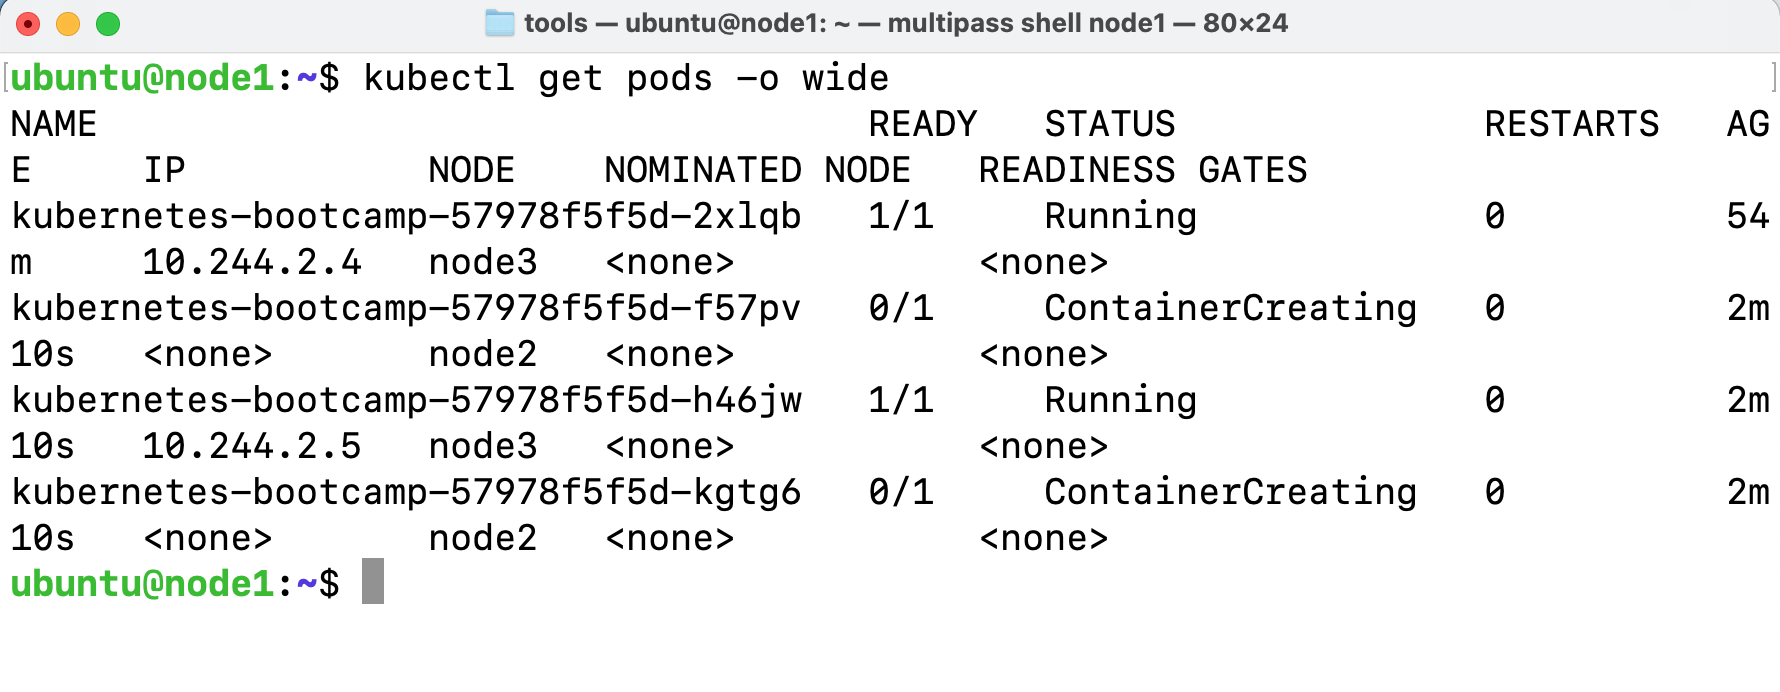 tools — ubuntu@node1: ~ — multipass shell node1 — 80×24
ubuntu@node1:~$ kubectl get pods -o wide
NAME                                   READY   STATUS              RESTARTS   AG
E     IP           NODE    NOMINATED NODE   READINESS GATES
kubernetes-bootcamp-57978f5f5d-2xlqb   1/1     Running             0          54
m     10.244.2.4   node3   <none>           <none>
kubernetes-bootcamp-57978f5f5d-f57pv   0/1     ContainerCreating   0          2m
10s   <none>       node2   <none>           <none>
kubernetes-bootcamp-57978f5f5d-h46jw   1/1     Running             0          2m
10s   10.244.2.5   node3   <none>           <none>
kubernetes-bootcamp-57978f5f5d-kgtg6   0/1     ContainerCreating   0          2m
10s   <none>       node2   <none>           <none>
ubuntu@node1:~$